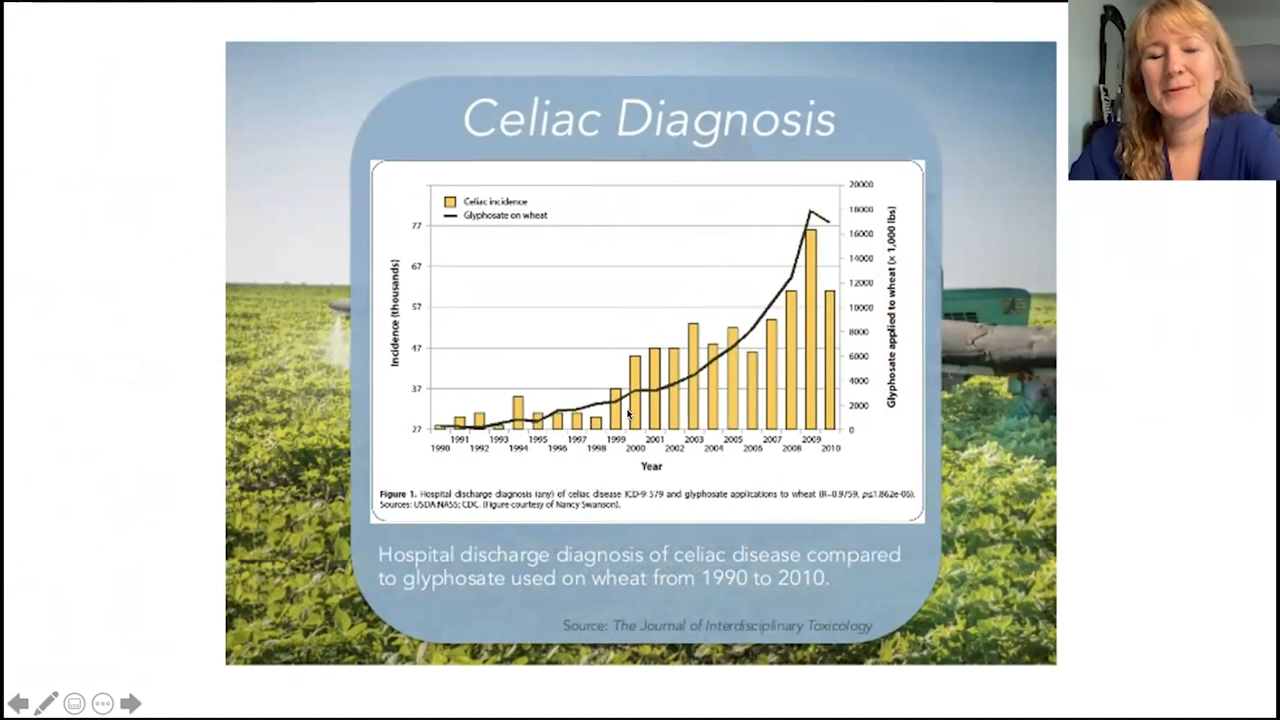 Celiac Diagnosis
Celiac incidence
Glyphosate on wheat
Incidence (thousands)
77
67
57
47
37
27
20000
18000
16000
14000
12000
10000
8000
6000
4000
2000
0
Glyphosate applied to wheat (x 1,000 lbs)
1991 1993 1995 1997 1999 2001 2003 2005 2007 2009
1990 1992 1994 1996 1998 2000 2002 2004 2006 2008 2010
Year
Figure 1. Hospital discharge diagnosis (any) of celiac disease ICD-9 579 and glyphosate applications to wheat (R=0.9759, p≤1.862e-06).
Sources: USDA:NASS; CDC. (Figure courtesy of Nancy Swanson).
Hospital discharge diagnosis of celiac disease compared
to glyphosate used on wheat from 1990 to 2010.
Source: The Journal of Interdisciplinary Toxicology